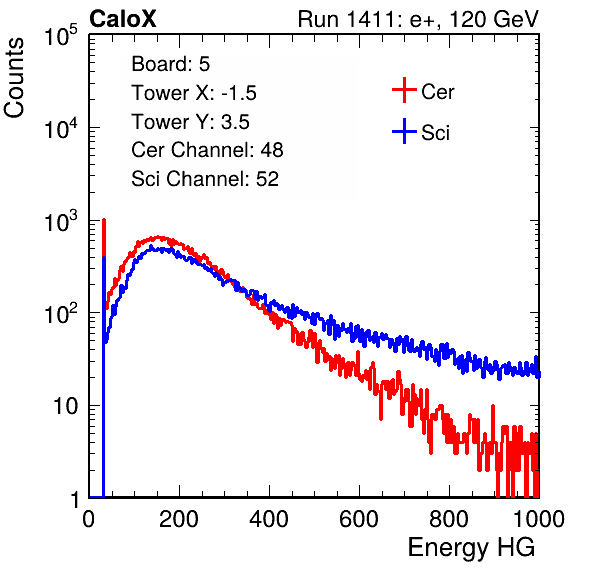 CaloX Run 1411: e+, 120 GeV
Board: 5
Tower X: -1.5
Tower Y: 3.5
Cer Channel: 48
Sci Channel: 52
Cer
Sci
Counts
10^5
10^4
10^3
10^2
10
1
0 200 400 600 800 1000
Energy HG